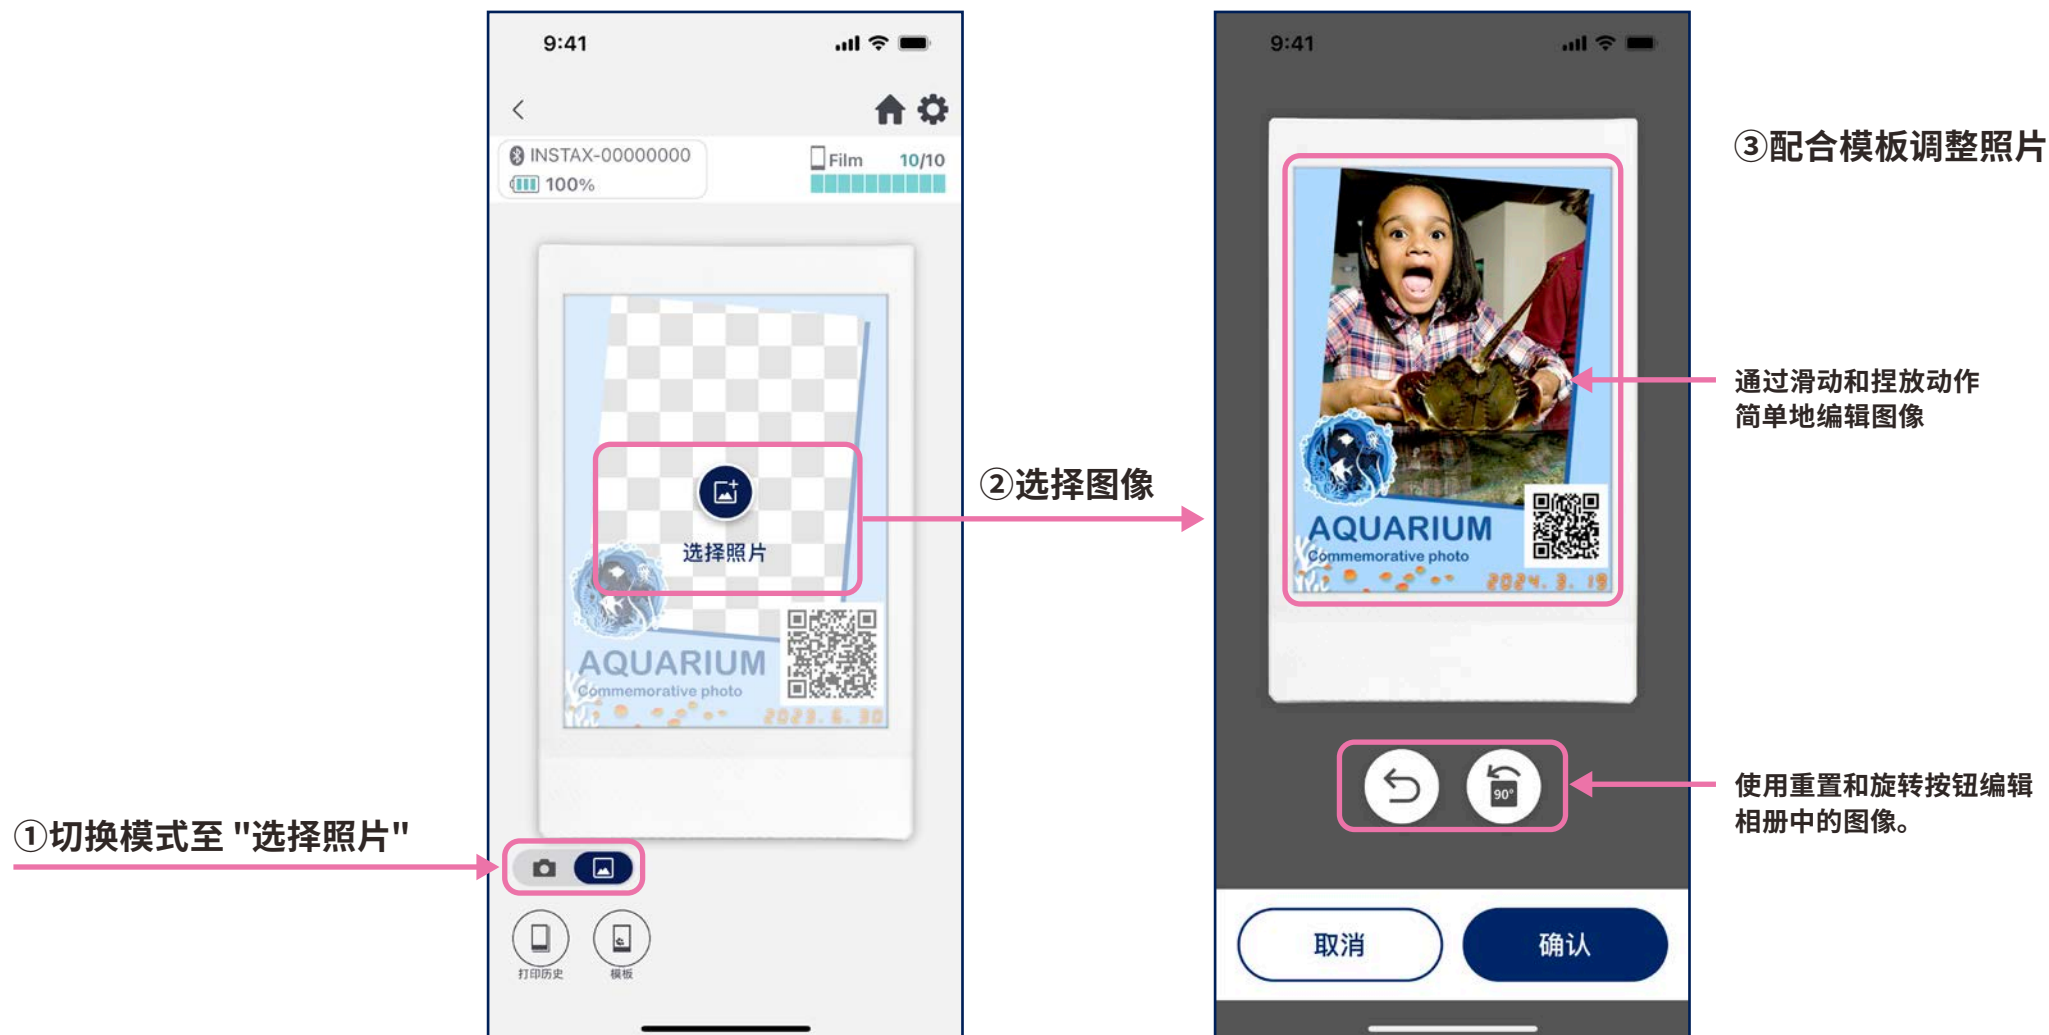 ①切换模式至 "选择照片"
9:41
INSTAX-00000000
100%
Film 10/10
选择照片
AQUARIUM
Commemorative photo
2023. 6. 30
打印历史
模板
②选择图像
9:41
AQUARIUM
Commemorative photo
2024. 3. 19
90°
取消
确认
③配合模板调整照片
通过滑动和捏放动作
简单地编辑图像
使用重置和旋转按钮编辑
相册中的图像。